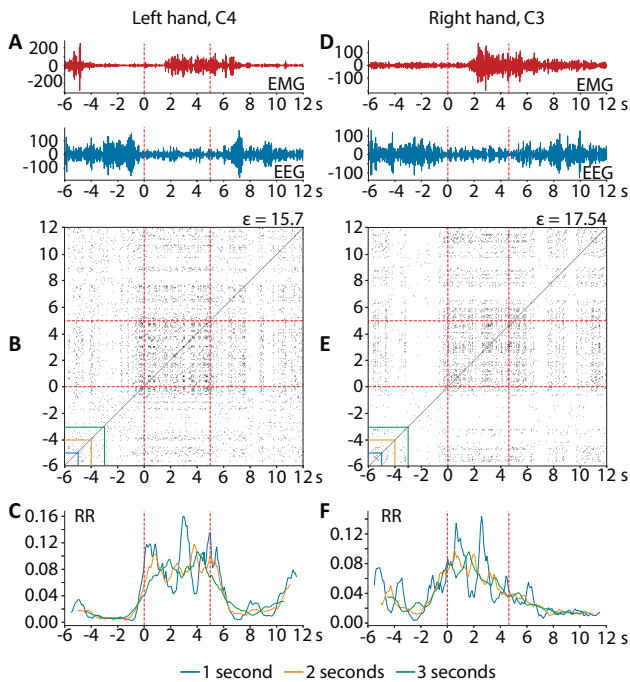 Left hand, C4
Right hand, C3
A
200
0
-200
EMG
-6 -4 -2 0 2 4 6 8 10 12 s
D
100
0
-100
EMG
-6 -4 -2 0 2 4 6 8 10 12 s
100
0
-100
EEG
-6 -4 -2 0 2 4 6 8 10 12 s
100
0
-100
EEG
-6 -4 -2 0 2 4 6 8 10 12 s
ε = 15.7
B
12
10
8
6
4
2
0
-2
-4
-6
-6 -4 -2 0 2 4 6 8 10 12 s
ε = 17.54
E
12
10
8
6
4
2
0
-2
-4
-6
-6 -4 -2 0 2 4 6 8 10 12 s
C
RR
0.16
0.12
0.08
0.04
0.00
-6 -4 -2 0 2 4 6 8 10 12 s
F
RR
0.12
0.08
0.04
0.00
-6 -4 -2 0 2 4 6 8 10 12 s
1 second 2 seconds 3 seconds